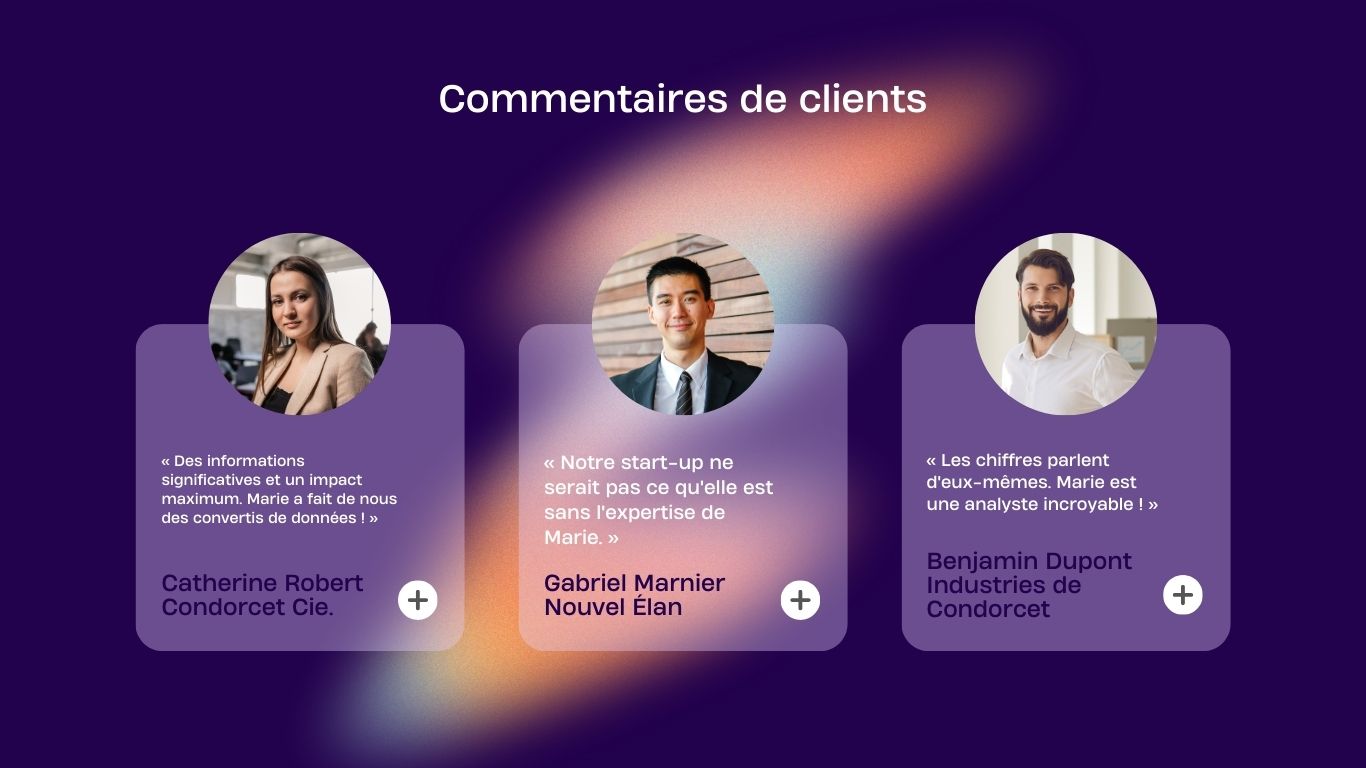 Commentaires de clients
« Des informations
significatives et un impact
maximum. Marie a fait de nous
des convertis de données ! »
Catherine Robert
Condorcet Cie.
« Notre start-up ne
serait pas ce qu'elle est
sans l'expertise de
Marie. »
Gabriel Marnier
Nouvel Élan
« Les chiffres parlent
d'eux-mêmes. Marie est
une analyste incroyable ! »
Benjamin Dupont
Industries de
Condorcet